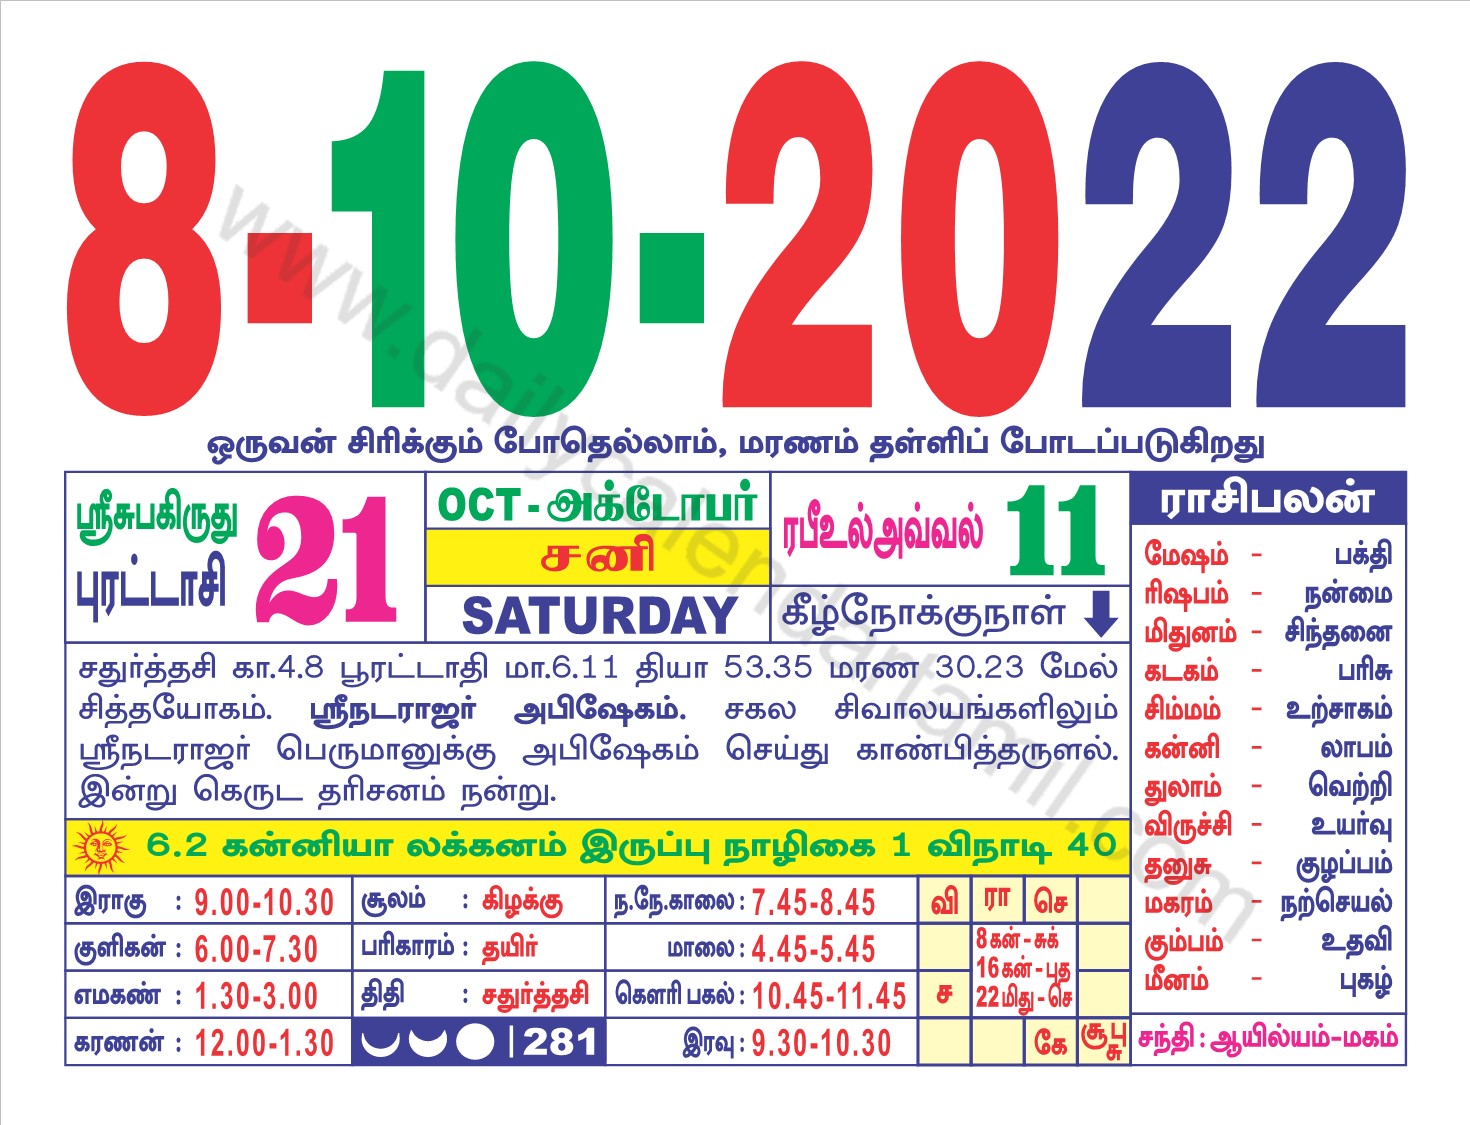 8-10-2022
ஒருவன் சிரிக்கும் போதெல்லாம், மரணம் தள்ளிப் போடப்படுகிறது
ஸ்ரீசுபகிருது
புரட்டாசி 21
OCT - அக்டோபர்
சனி
SATURDAY
ரபீஉல்அவ்வல் 11
கீழ்நோக்குநாள்
சதுர்த்தசி கா.4.8 பூரட்டாதி மா.6.11 தியா 53.35 மரண 30.23 மேல்
சித்தயோகம். ஸ்ரீநடராஜர் அபிஷேகம். சகல சிவாலயங்களிலும்
ஸ்ரீநடராஜர் பெருமானுக்கு அபிஷேகம் செய்து காண்பித்தருளல்.
இன்று கெருட தரிசனம் நன்று.
6.2 கன்னியா லக்கனம் இருப்பு நாழிகை 1 விநாடி 40
இராகு : 9.00-10.30
குளிகன் : 6.00-7.30
எமகண் : 1.30-3.00
கரணன் : 12.00-1.30
சூலம் : கிழக்கு
பரிகாரம் : தயிர்
திதி : சதுர்த்தசி
| 281
ந.நே.காலை : 7.45-8.45
மாலை : 4.45-5.45
கௌரி பகல் : 10.45-11.45
இரவு : 9.30-10.30
வி ரா செ
8 கன் - சுக்
16 கன் - புத
22 மிது - செ
ச
கே சூ பு சு
ராசிபலன்
மேஷம் - பக்தி
ரிஷபம் - நன்மை
மிதுனம் - சிந்தனை
கடகம் - பரிசு
சிம்மம் - உற்சாகம்
கன்னி - லாபம்
துலாம் - வெற்றி
விருச்சி - உயர்வு
தனுசு - குழப்பம்
மகரம் - நற்செயல்
கும்பம் - உதவி
மீனம் - புகழ்
சந்தி : ஆயில்யம்-மகம்
www.dailycalendartamil.com